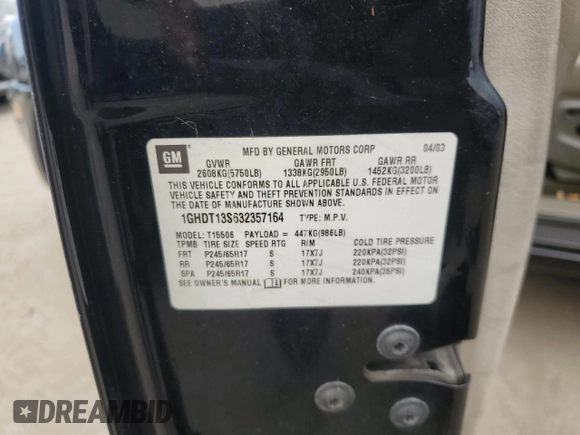 GM
MFD BY GENERAL MOTORS CORP 04/03
GVWR GAWR FRT GAWR RR
2608KG(5750LB) 1338KG(2950LB) 1452KG(3200LB)
THIS VEHICLE CONFORMS TO ALL APPLICABLE U.S. FEDERAL MOTOR
VEHICLE SAFETY AND THEFT PREVENTION STANDARDS IN EFFECT ON
THE DATE OF MANUFACTURE SHOWN ABOVE.
1GHDT13S632357164 TYPE: M.P.V.
MODEL: T15506 PAYLOAD = 447KG(986LB)
TPMB TIRE SIZE SPEED RTG RIM COLD TIRE PRESSURE
FRT P245/65R17 S 17X7J 220KPA(32PSI)
RR P245/65R17 S 17X7J 220KPA(32PSI)
SPA P245/65R17 S 17X7J 240KPA(35PSI)
SEE OWNER'S MANUAL FOR MORE INFORMATION
DREAMBID